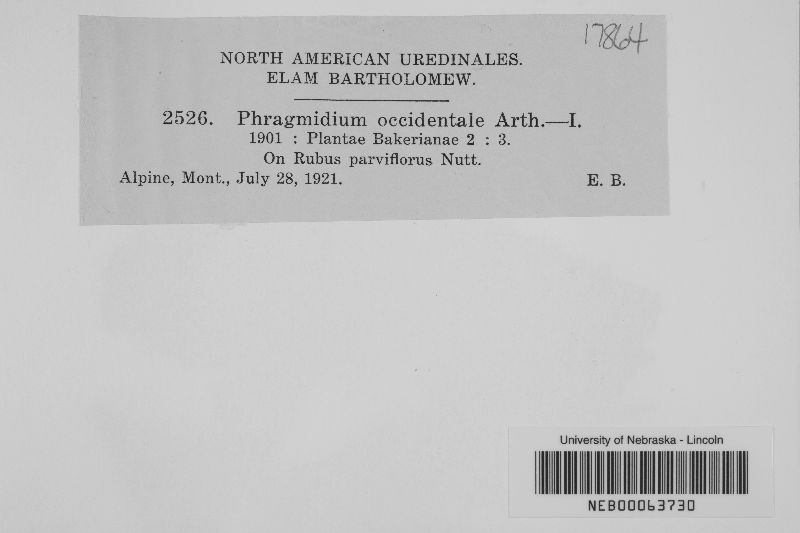 17864
NORTH AMERICAN UREDINALES.
ELAM BARTHOLOMEW.
2526. Phragmidium occidentale Arth.—I.
1901 : Plantae Bakerianae 2 : 3.
On Rubus parviflorus Nutt.
Alpine, Mont., July 28, 1921. E. B.
University of Nebraska - Lincoln
NEB00063730